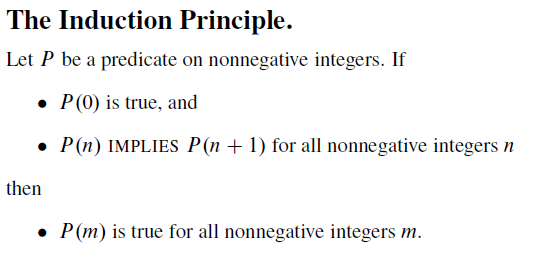 The Induction Principle.
Let P be a predicate on nonnegative integers. If
• P(0) is true, and
• P(n) IMPLIES P(n + 1) for all nonnegative integers n
then
• P(m) is true for all nonnegative integers m.